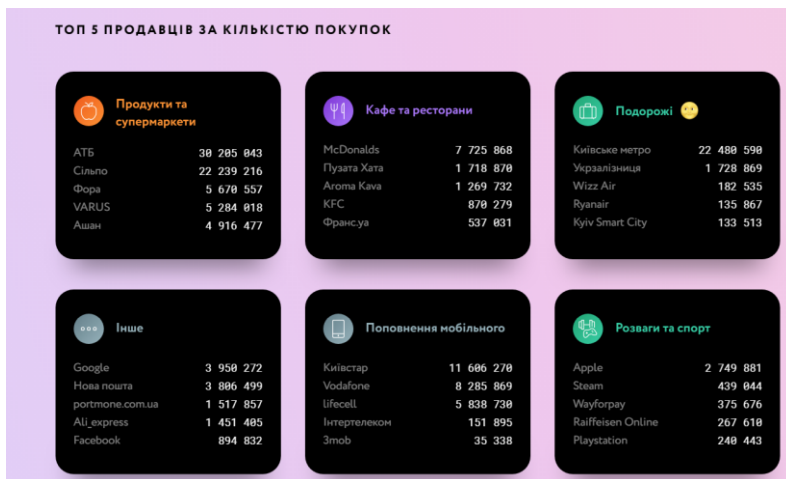 ТОП 5 ПРОДАВЦІВ ЗА КІЛЬКІСТЮ ПОКУПОК
Продукти та
супермаркети
АТБ 30 205 043
Сільпо 22 239 216
Фора 5 670 557
VARUS 5 284 018
Ашан 4 916 477
Кафе та ресторани
McDonalds 7 725 868
Пузата Хата 1 718 870
Aroma Kava 1 269 732
KFC 870 279
Франс.уа 537 031
Подорожі
Київське метро 22 480 590
Укрзалізниця 1 728 869
Wizz Air 182 535
Ryanair 135 867
Kyiv Smart City 133 513
Інше
Google 3 950 272
Нова пошта 3 806 499
portmone.com.ua 1 517 857
Ali_express 1 451 405
Facebook 894 832
Поповнення мобільного
Київстар 11 606 270
Vodafone 8 285 869
lifecell 5 838 730
Інтертелеком 151 895
3mob 35 338
Розваги та спорт
Apple 2 749 881
Steam 439 044
Wayforpay 375 676
Raiffeisen Online 267 610
Playstation 240 443